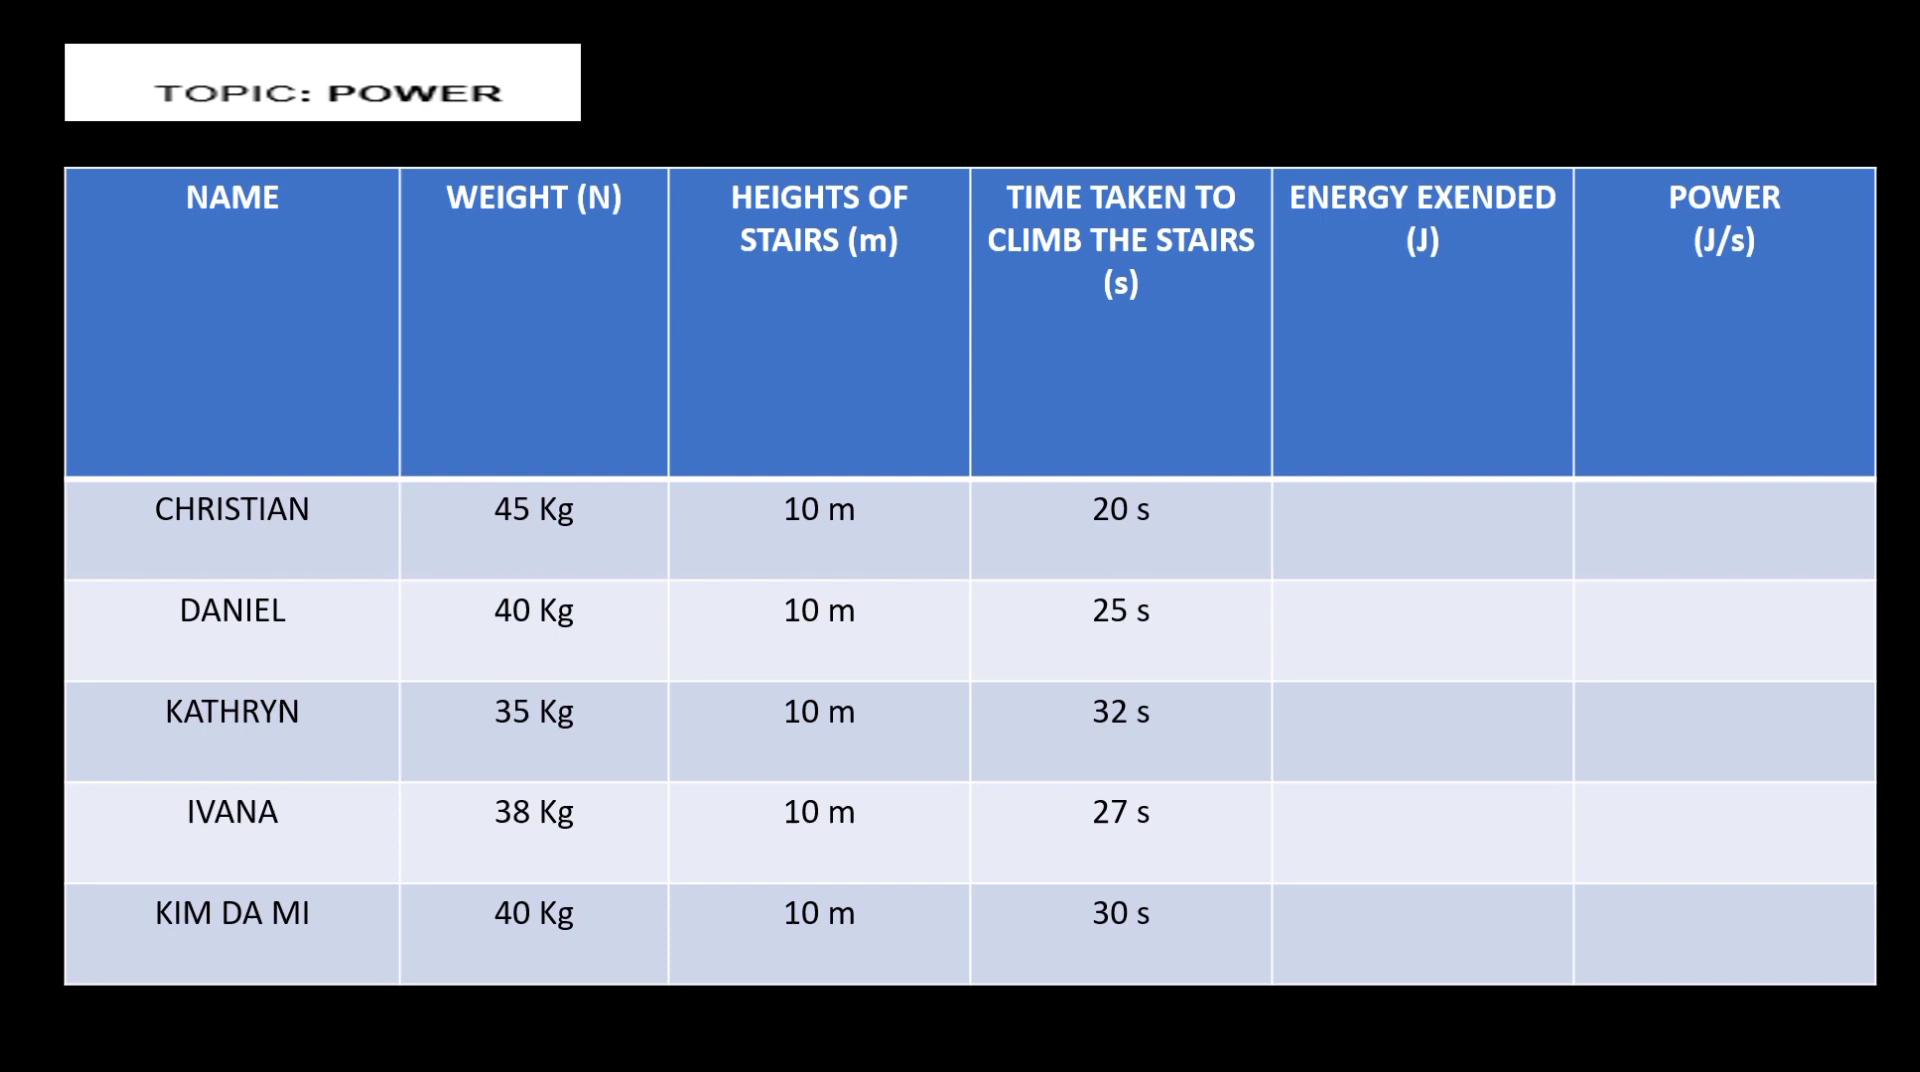 TOPIC: POWER
NAME
WEIGHT (N)
HEIGHTS OF
STAIRS (m)
TIME TAKEN TO
CLIMB THE STAIRS
(s)
ENERGY EXENDED
(J)
POWER
(J/s)
CHRISTIAN 45 Kg 10 m 20 s
DANIEL 40 Kg 10 m 25 s
KATHRYN 35 Kg 10 m 32 s
IVANA 38 Kg 10 m 27 s
KIM DA MI 40 Kg 10 m 30 s